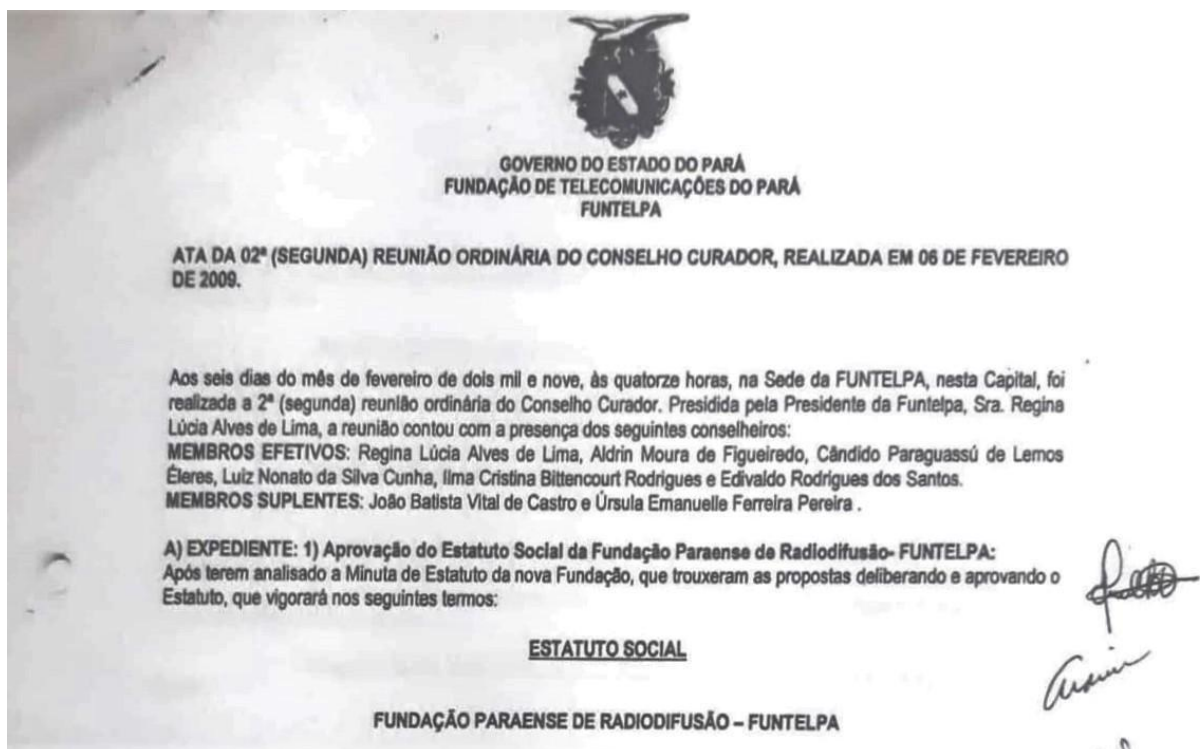 GOVERNO DO ESTADO DO PARÁ
FUNDAÇÃO DE TELECOMUNICAÇÕES DO PARÁ
FUNTELPA
ATA DA 02ª (SEGUNDA) REUNIÃO ORDINÁRIA DO CONSELHO CURADOR, REALIZADA EM 06 DE FEVEREIRO
DE 2009.
Aos seis dias do mês de fevereiro de dois mil e nove, às quatorze horas, na Sede da FUNTELPA, nesta Capital, foi
realizada a 2ª (segunda) reunião ordinária do Conselho Curador. Presidida pela Presidente da Funtelpa, Sra. Regina
Lúcia Alves de Lima, a reunião contou com a presença dos seguintes conselheiros:
MEMBROS EFETIVOS: Regina Lúcia Alves de Lima, Aldrin Moura de Figueiredo, Cândido Paraguassú de Lemos
Éleres, Luiz Nonato da Silva Cunha, Ilma Cristina Bittencourt Rodrigues e Edivaldo Rodrigues dos Santos.
MEMBROS SUPLENTES: João Batista Vital de Castro e Úrsula Emanuelle Ferreira Pereira .
A) EXPEDIENTE: 1) Aprovação do Estatuto Social da Fundação Paraense de Radiodifusão- FUNTELPA:
Após terem analisado a Minuta de Estatuto da nova Fundação, que trouxeram as propostas deliberando e aprovando o
Estatuto, que vigorará nos seguintes termos:
ESTATUTO SOCIAL
FUNDAÇÃO PARAENSE DE RADIODIFUSÃO – FUNTELPA